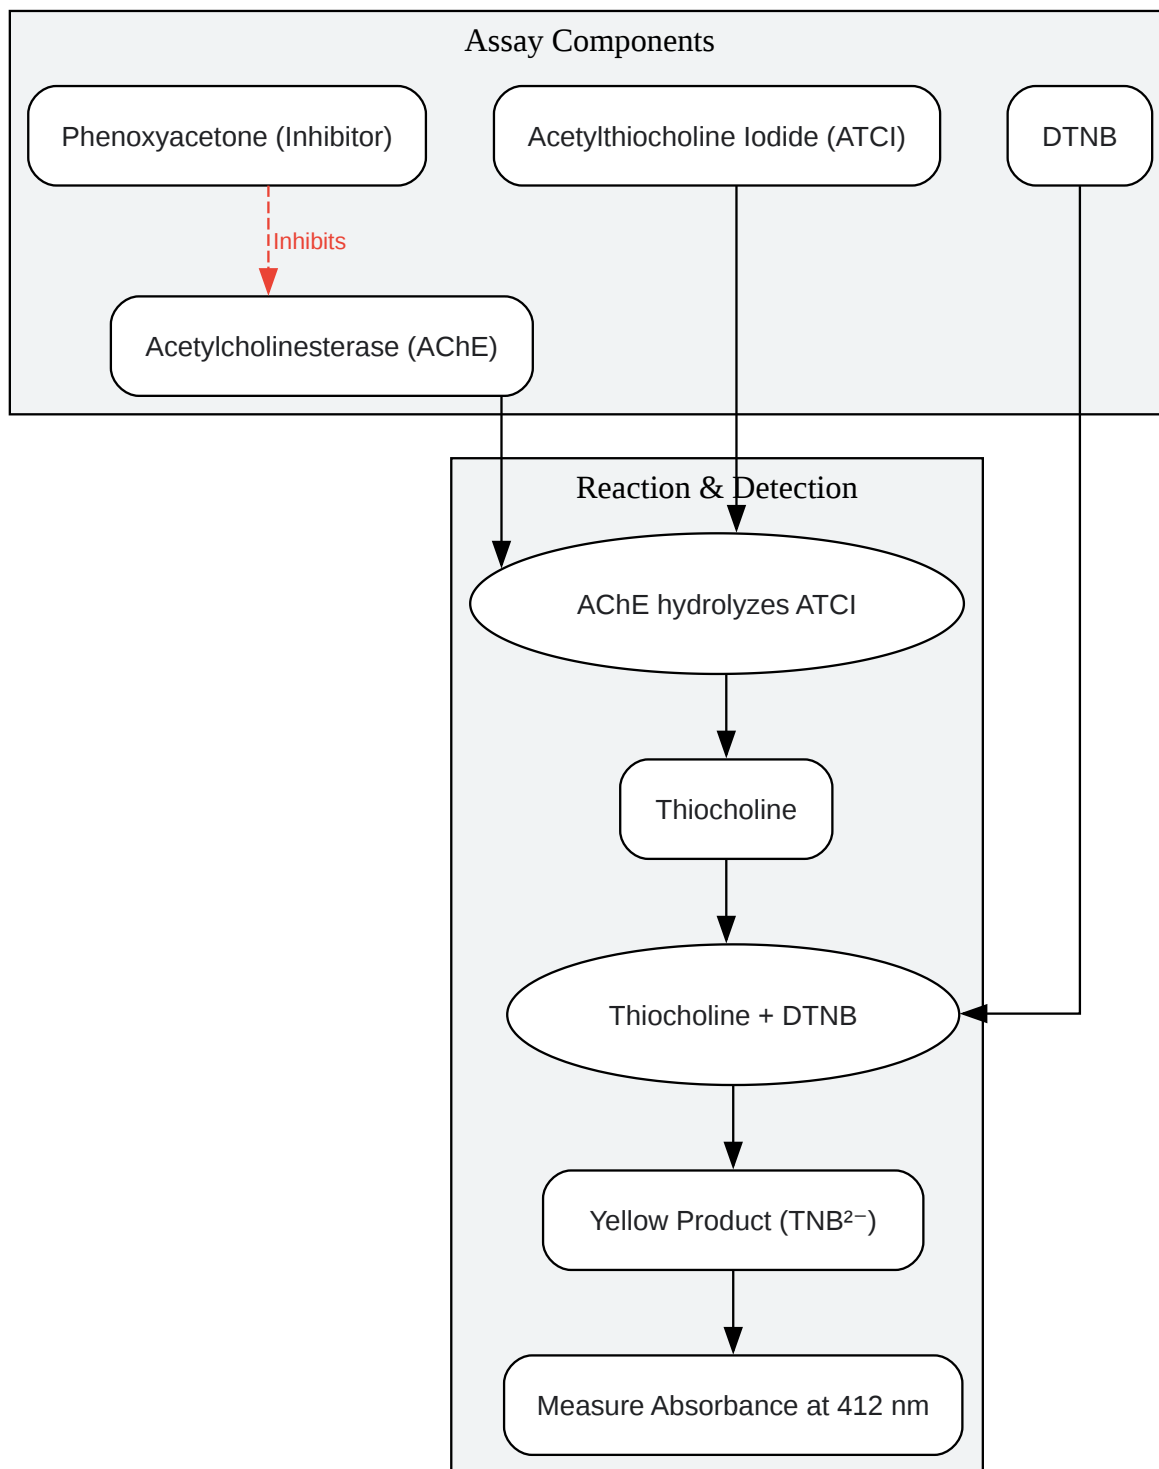 Assay Components
Phenoxyacetone (Inhibitor)
Acetylthiocholine Iodide (ATCI)
DTNB
Inhibits
Acetylcholinesterase (AChE)
Reaction & Detection
AChE hydrolyzes ATCI
Thiocholine
Thiocholine + DTNB
Yellow Product (TNB²⁻)
Measure Absorbance at 412 nm